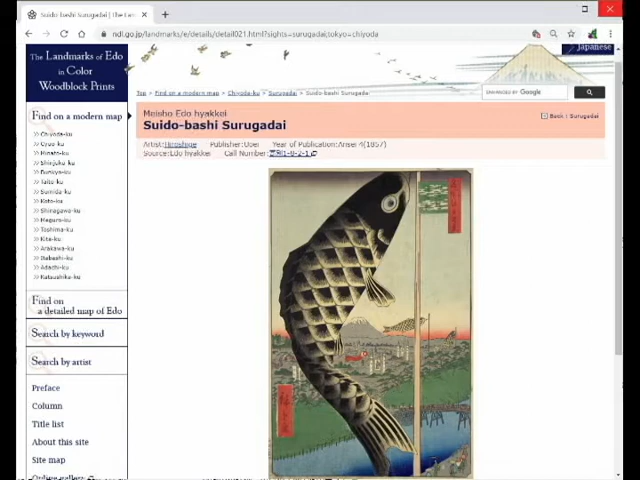 Suido-bashi Surugadai | The Lan
ndl.go.jp/landmarks/e/details/detail021.html?sights=surugadai;tokyo=chiyoda
The Landmarks of Edo
in Color
Woodblock Prints
Japanese
Top > Find on a modern map > Chiyoda-ku > Surugadai > Suido-bashi Surugadai
ENHANCED BY Google
Find on a modern map
Meisho Edo hyakkei
Suido-bashi Surugadai
Back : Surugadai
Artist:Hiroshige Publisher:Uoei Year of Publication:Ansei 4(1857)
Source:Edo hyakkei Call Number:
Chiyoda-ku
Chuo-ku
Minato-ku
Shinjuku-ku
Bunkyo-ku
Taito-ku
Sumida-ku
Koto-ku
Shinagawa-ku
Meguro-ku
Toshima-ku
Kita-ku
Arakawa-ku
Itabashi-ku
Adachi-ku
Katsushika-ku
Find on
a detailed map of Edo
Search by keyword
Search by artist
Preface
Column
Title list
About this site
Site map
Online gallery